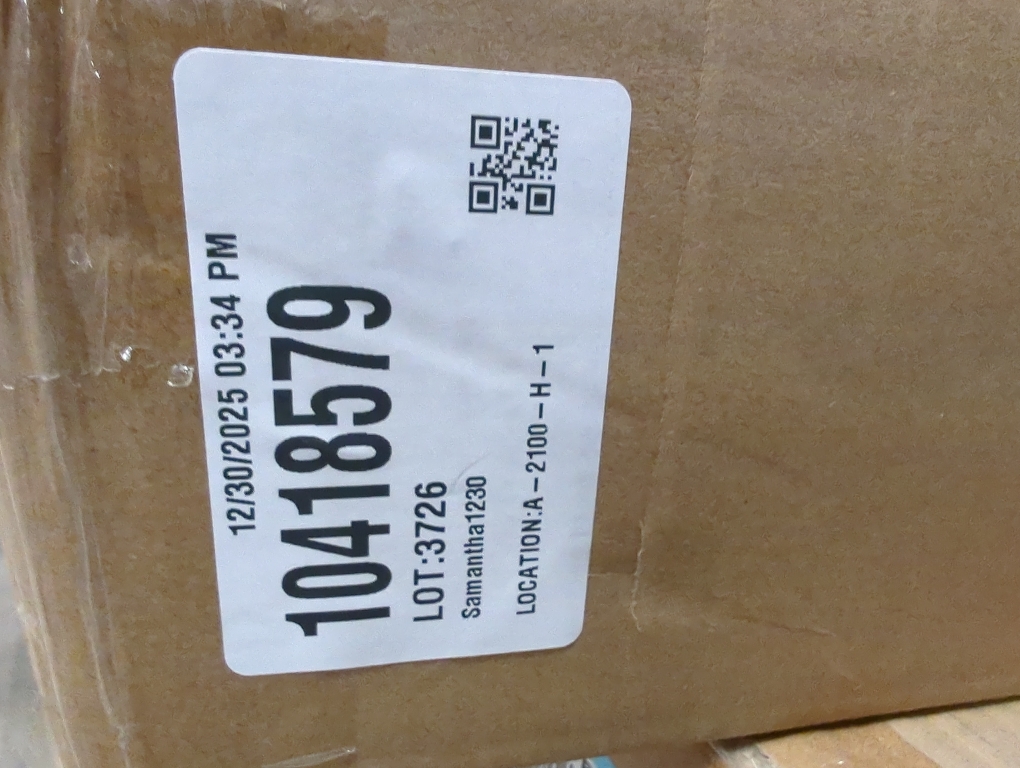 12/30/2025 03:34 PM
10418579
LOT:3726
Samantha1230
LOCATION:A-2100-H-1